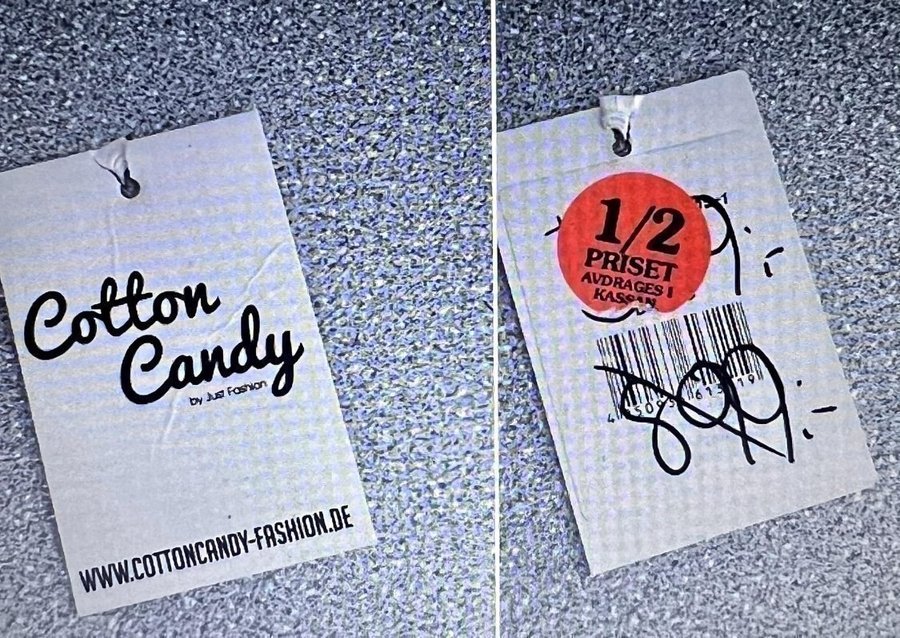 Cotton
Candy
by Just Fashion
WWW.COTTONCANDY-FASHION.DE
1/2
PRISET
AVDRAGES I
KASSAN
899:-